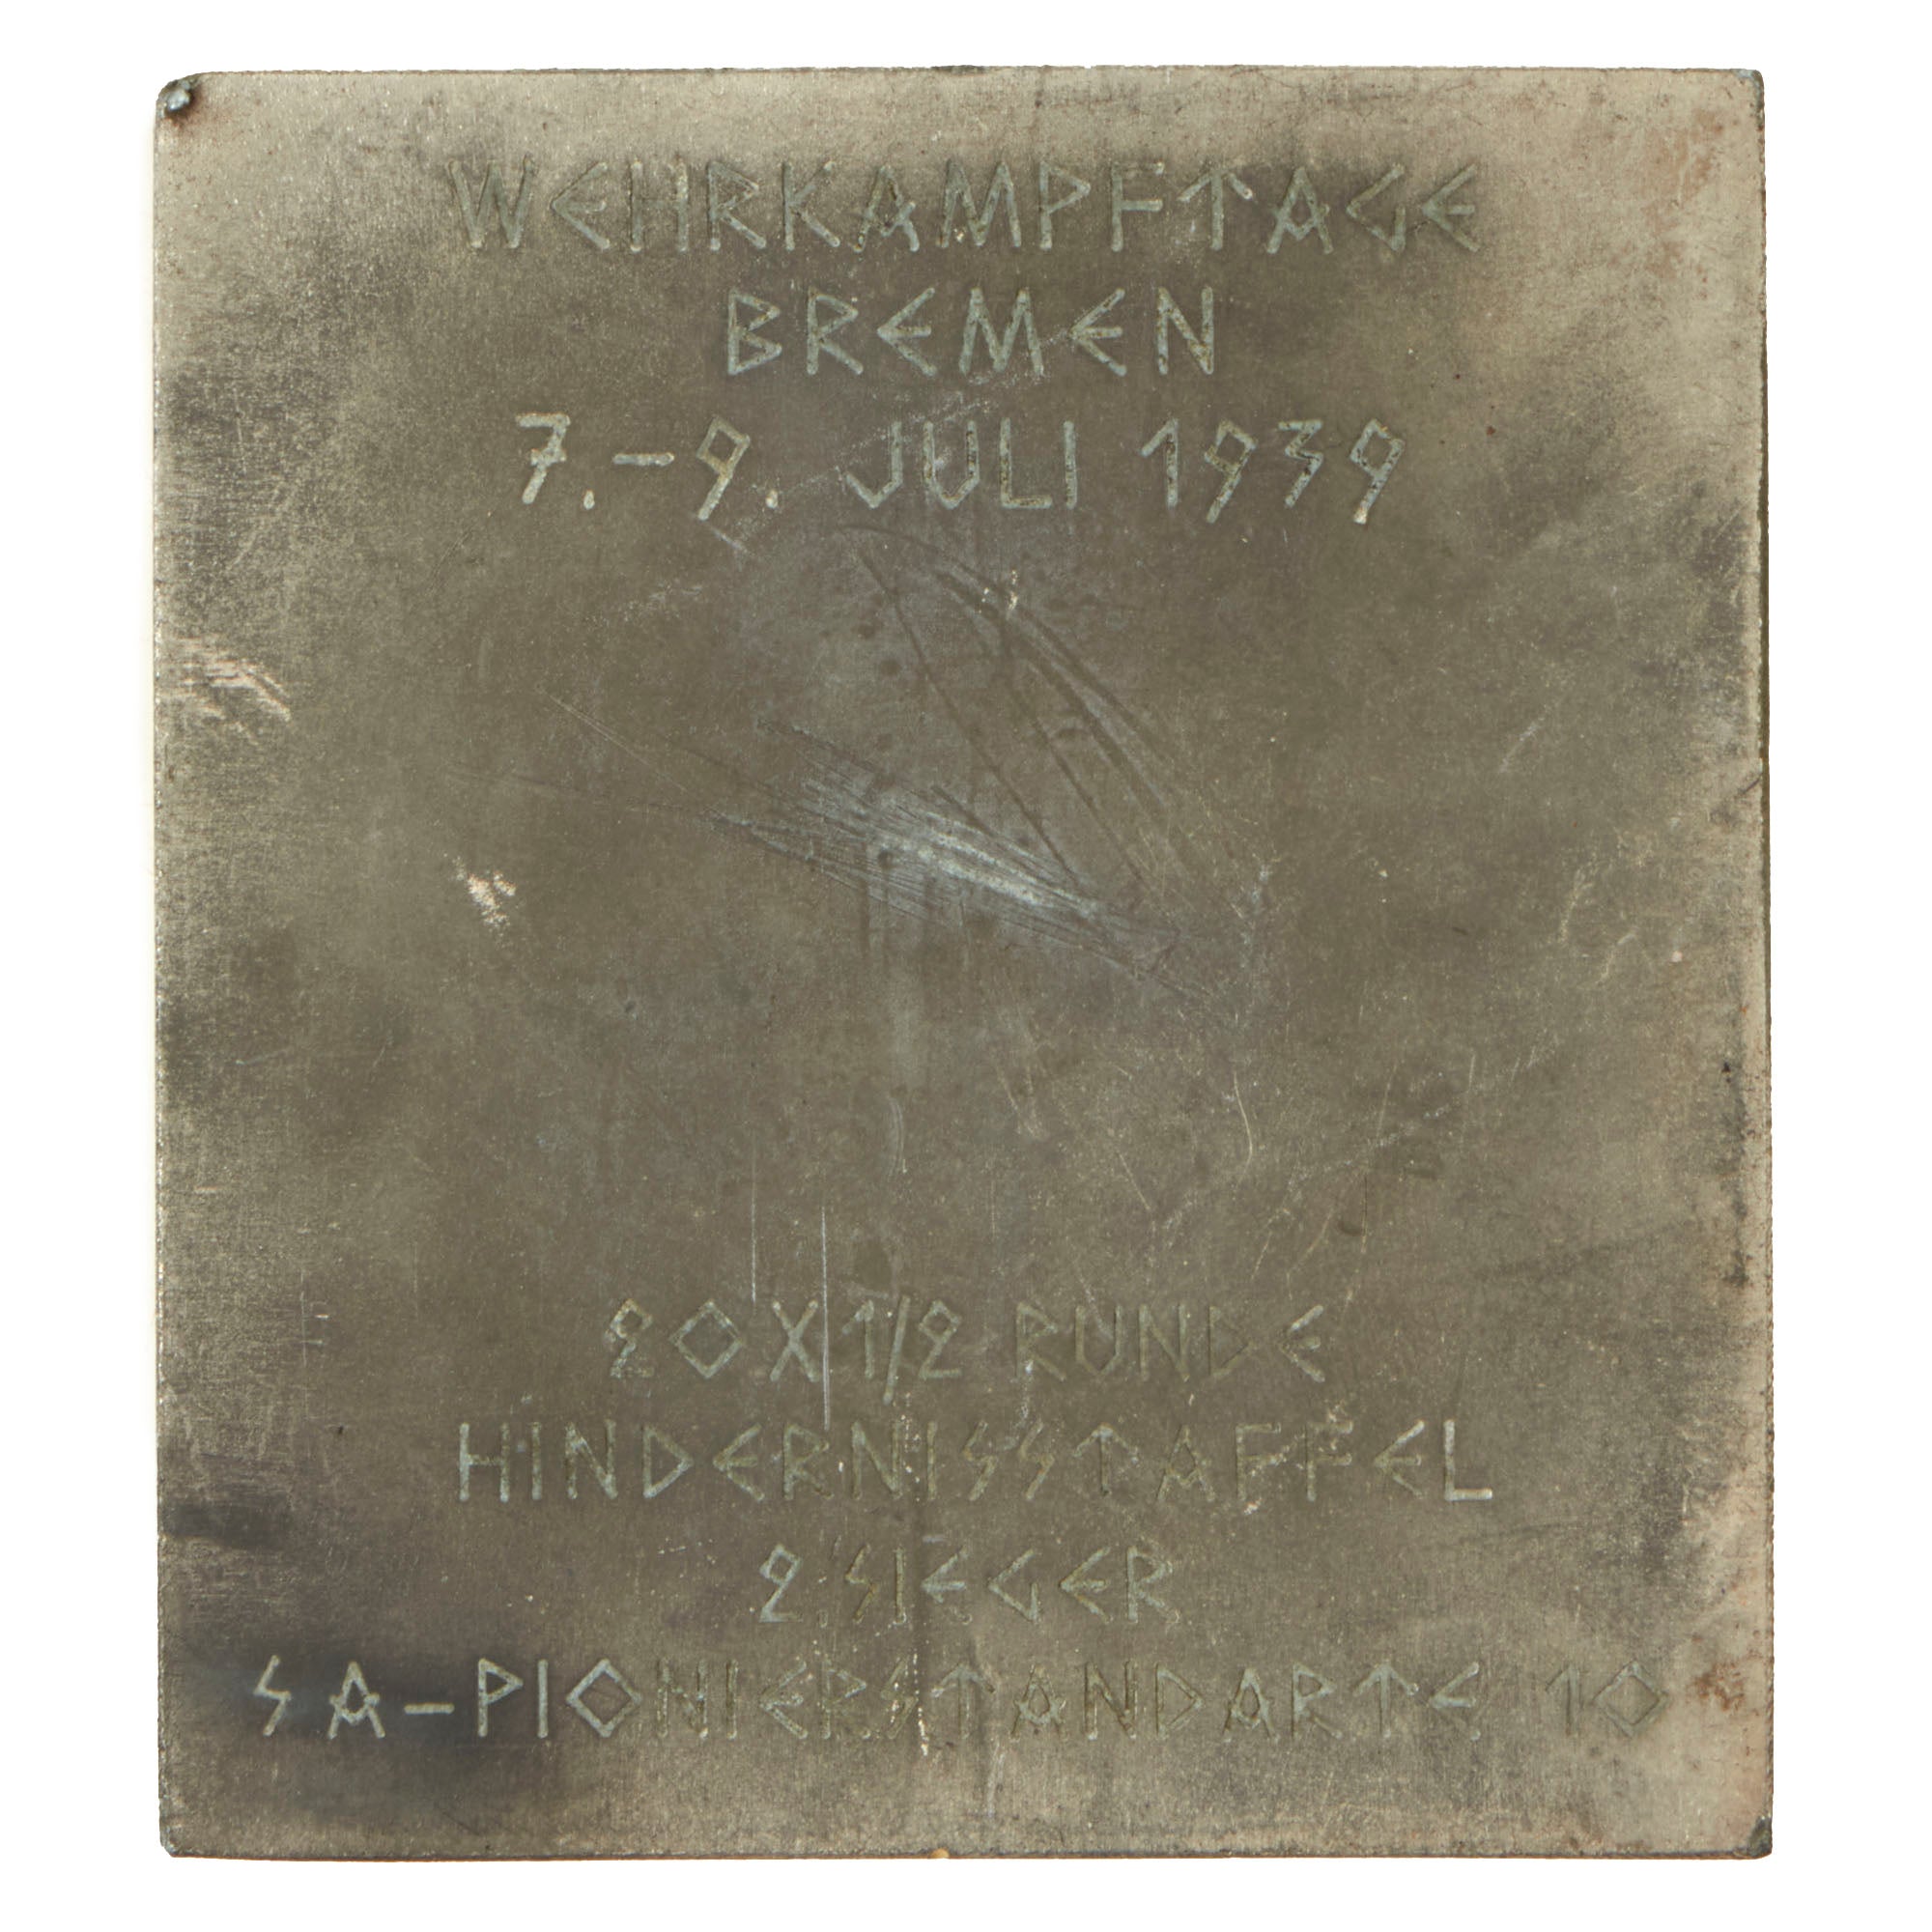 WEHRKAMPFTAGE
BREMEN
7.–9. JULI 1939
20X1/2 RUNDE
HINDERNISSTAFFEL
2.SIEGER
SA–PIONIERSTANDARTE 10